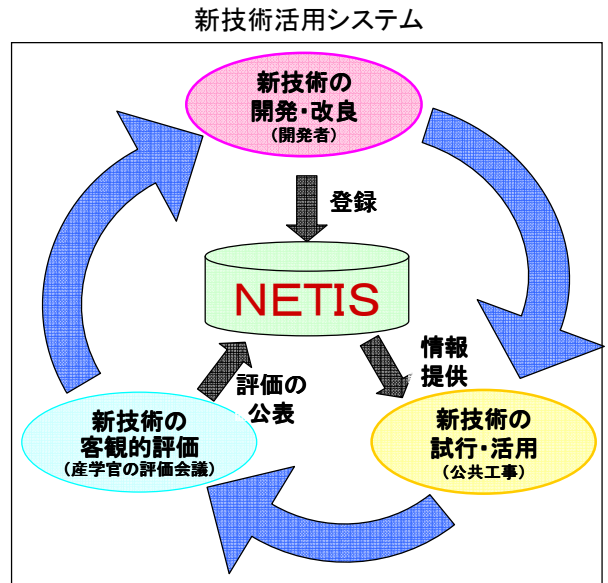 新技術活用システム
新技術の
開発・改良
(開発者)
登録
NETIS
情報
提供
評価の
公表
新技術の
客観的評価
(産学官の評価会議)
新技術の
試行・活用
(公共工事)